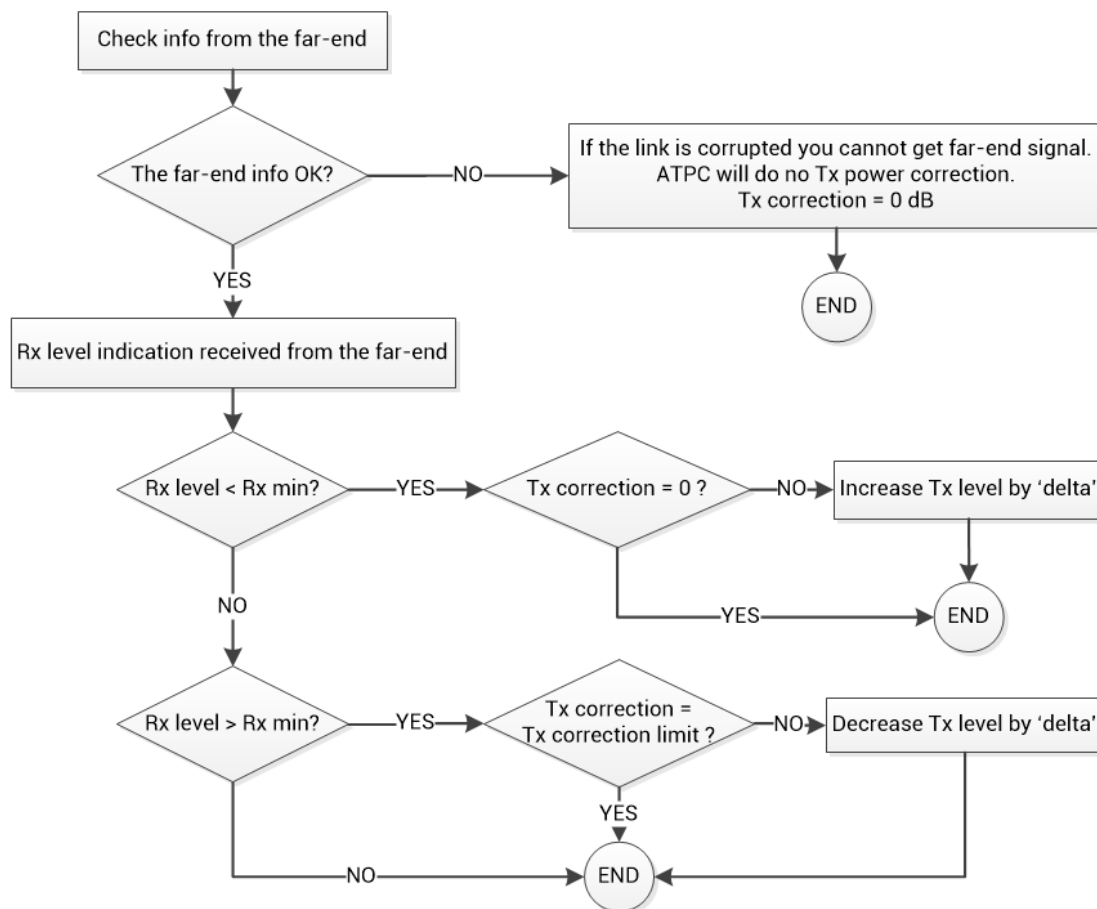 Check info from the far-end
The far-end info OK?
NO
If the link is corrupted you cannot get far-end signal.
ATPC will do no Tx power correction.
Tx correction = 0 dB
END
YES
Rx level indication received from the far-end
Rx level < Rx min?
YES
Tx correction = 0 ?
NO
Increase Tx level by ‘delta’
YES
END
NO
Rx level > Rx min?
YES
Tx correction =
Tx correction limit ?
NO
Decrease Tx level by ‘delta’
YES
NO
END